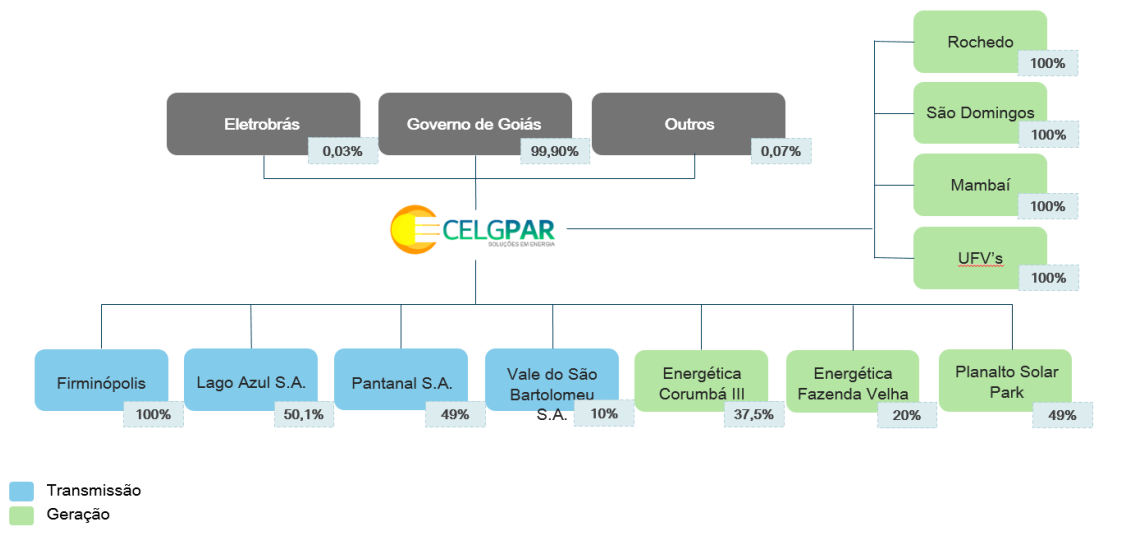 Rochedo
100%
São Domingos
100%
Mambaí
100%
UFV's
100%
Eletrobrás
0,03%
Governo de Goiás
99,90%
Outros
0,07%
CELGPAR
SOLUÇÕES EM ENERGIA
Firminópolis
100%
Lago Azul S.A.
50,1%
Pantanal S.A.
49%
Vale do São
Bartolomeu
S.A.
10%
Energética
Corumbá III
37,5%
Energética
Fazenda Velha
20%
Planalto Solar
Park
49%
Transmissão
Geração